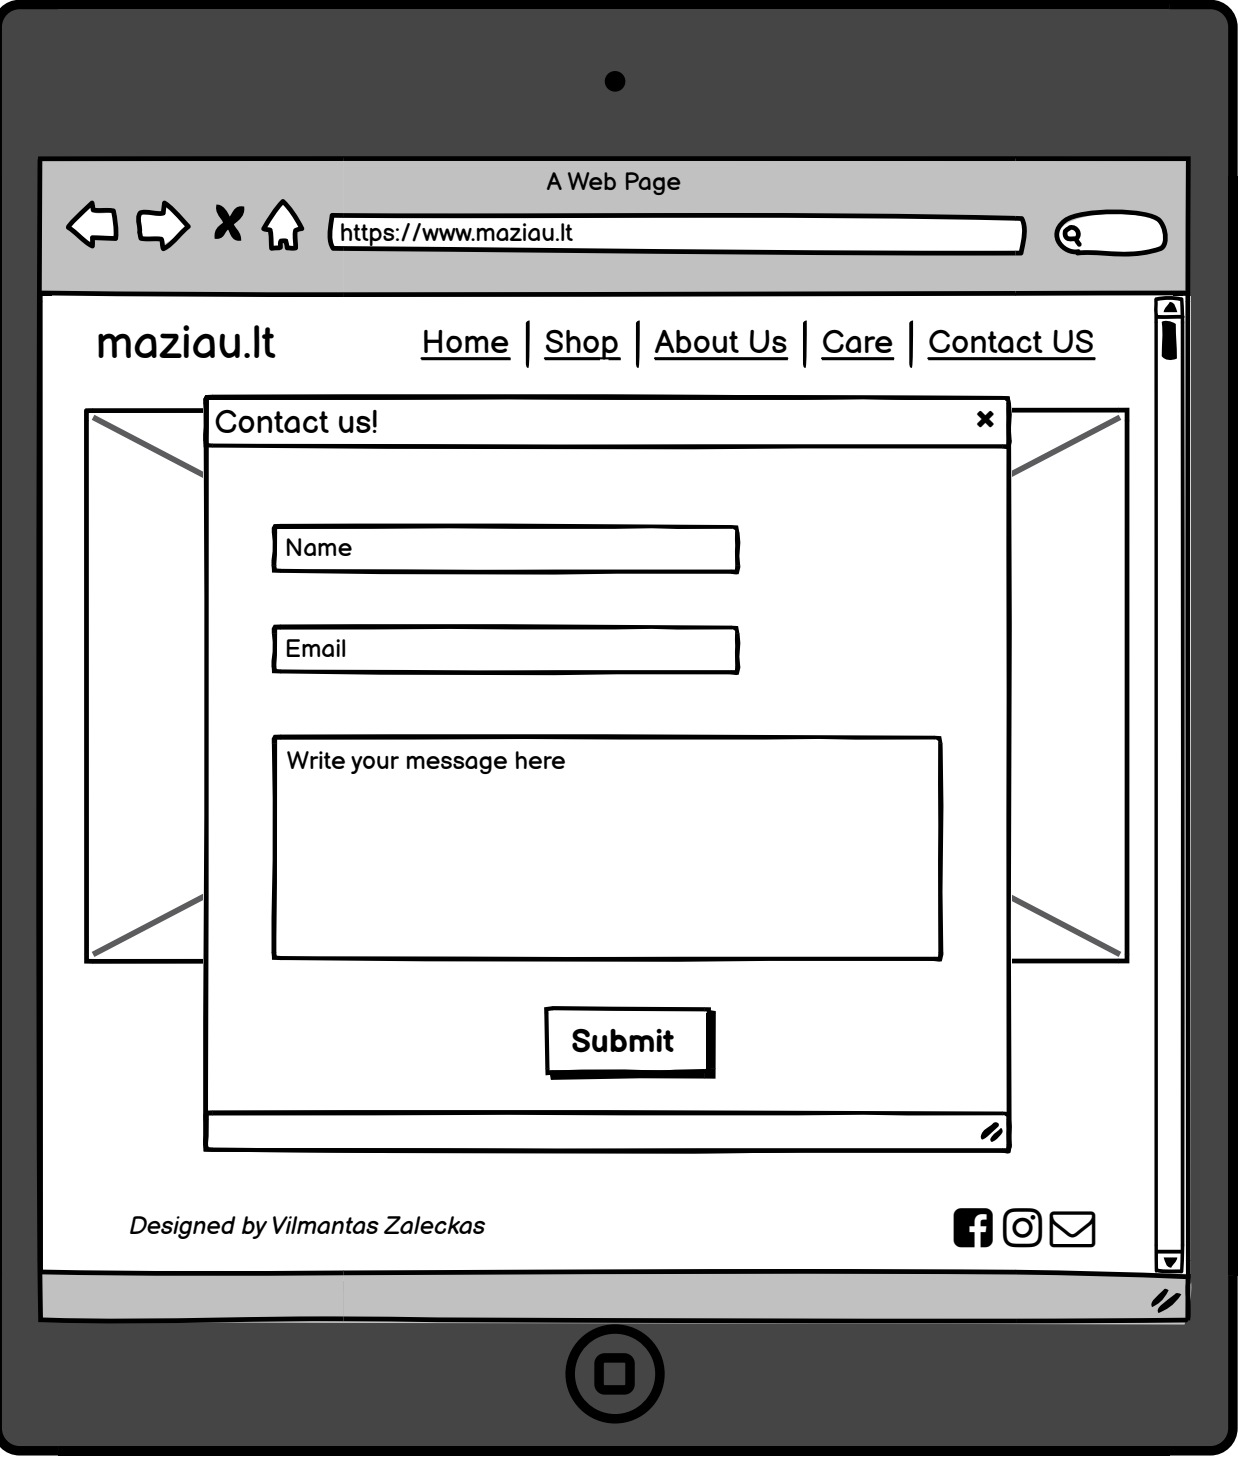 A Web Page
https://www.maziau.lt
maziau.lt
Home | Shop | About Us | Care | Contact US
Contact us!
Name
Email
Write your message here
Submit
Designed by Vilmantas Zaleckas